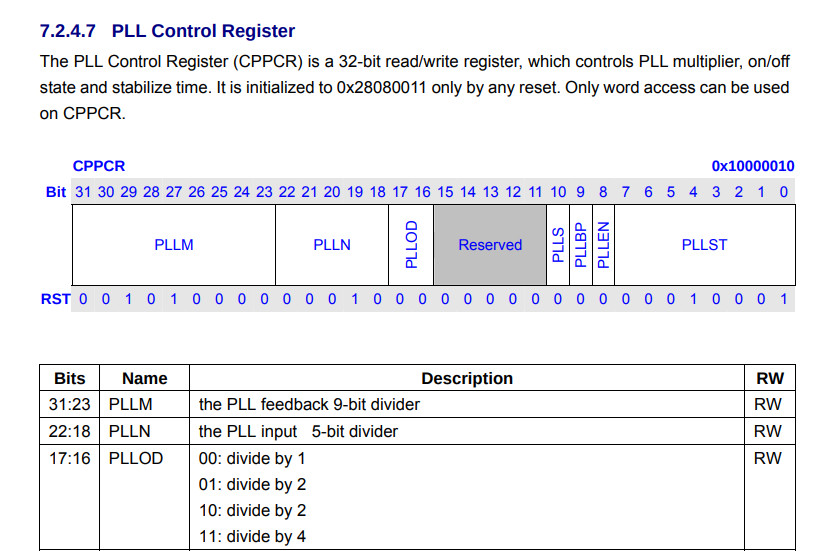 7.2.4.7 PLL Control Register
The PLL Control Register (CPPCR) is a 32-bit read/write register, which controls PLL multiplier, on/off
state and stabilize time. It is initialized to 0x28080011 only by any reset. Only word access can be used
on CPPCR.
CPPCR 0x10000010
Bit 31 30 29 28 27 26 25 24 23 22 21 20 19 18 17 16 15 14 13 12 11 10 9 8 7 6 5 4 3 2 1 0
PLLM PLLN PLLOD Reserved PLLS PLLBP PLLEN PLLST
RST 0 0 1 0 1 0 0 0 0 0 0 0 1 0 0 0 0 0 0 0 0 0 0 0 0 0 0 1 0 0 0 1
Bits Name Description RW
31:23 PLLM the PLL feedback 9-bit divider RW
22:18 PLLN the PLL input 5-bit divider RW
17:16 PLLOD 00: divide by 1 RW
01: divide by 2
10: divide by 2
11: divide by 4